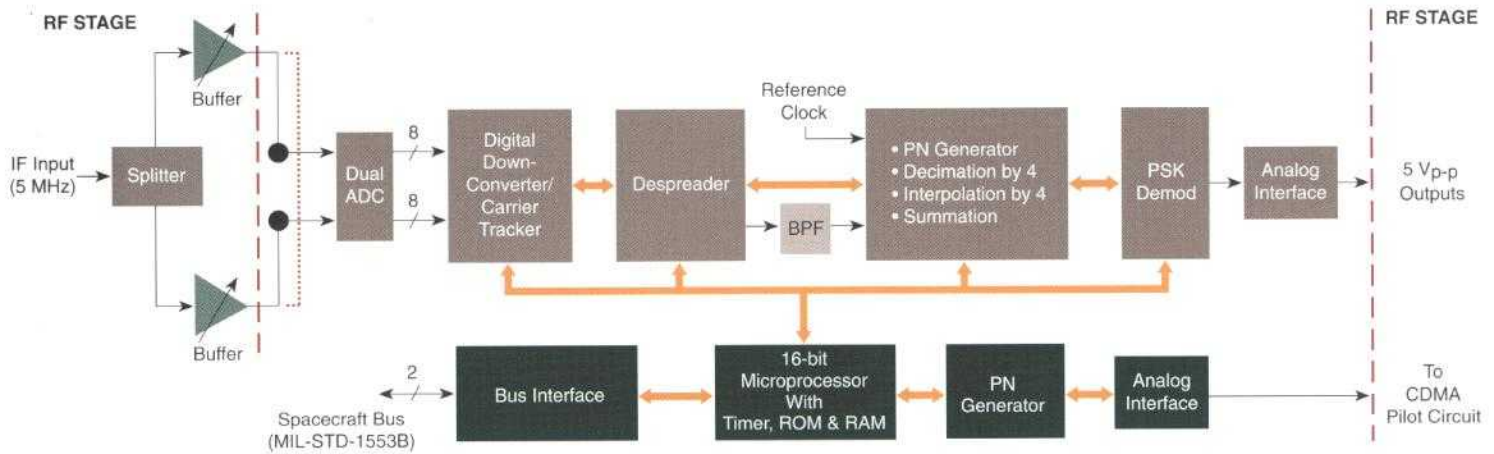 RF STAGE
RF STAGE
Buffer
Reference
Clock
IF Input
(5 MHz)
Splitter
Dual
ADC
8
8
Digital
Down-
Converter/
Carrier
Tracker
Despreader
BPF
• PN Generator
• Decimation by 4
• Interpolation by 4
• Summation
PSK
Demod
Analog
Interface
5 Vp-p
Outputs
Buffer
2
Spacecraft Bus
(MIL-STD-1553B)
Bus Interface
16-bit
Microprocessor
With
Timer, ROM & RAM
PN
Generator
Analog
Interface
To
CDMA
Pilot Circuit